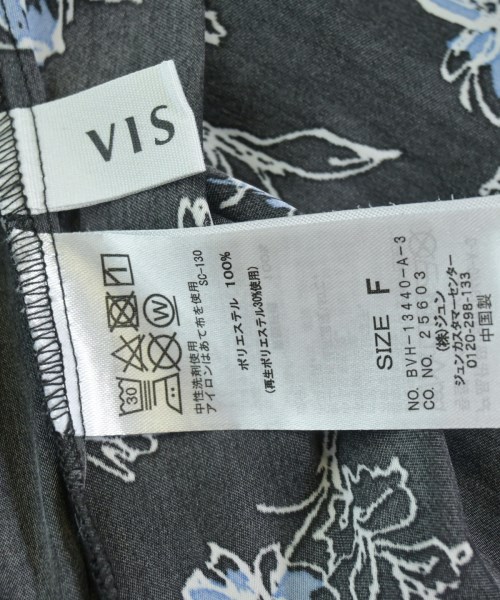 VIS
30
W
中性洗剤使用
アイロンはあて布を使用 SC-130
ポリエステル 100%
(再生ポリエステル30%使用)
SIZE F
NO. BVH-13440-A-3
CO. NO. 25603
(株)ジュン
ジュンカスタマーセンター
0120-298-133
中国製